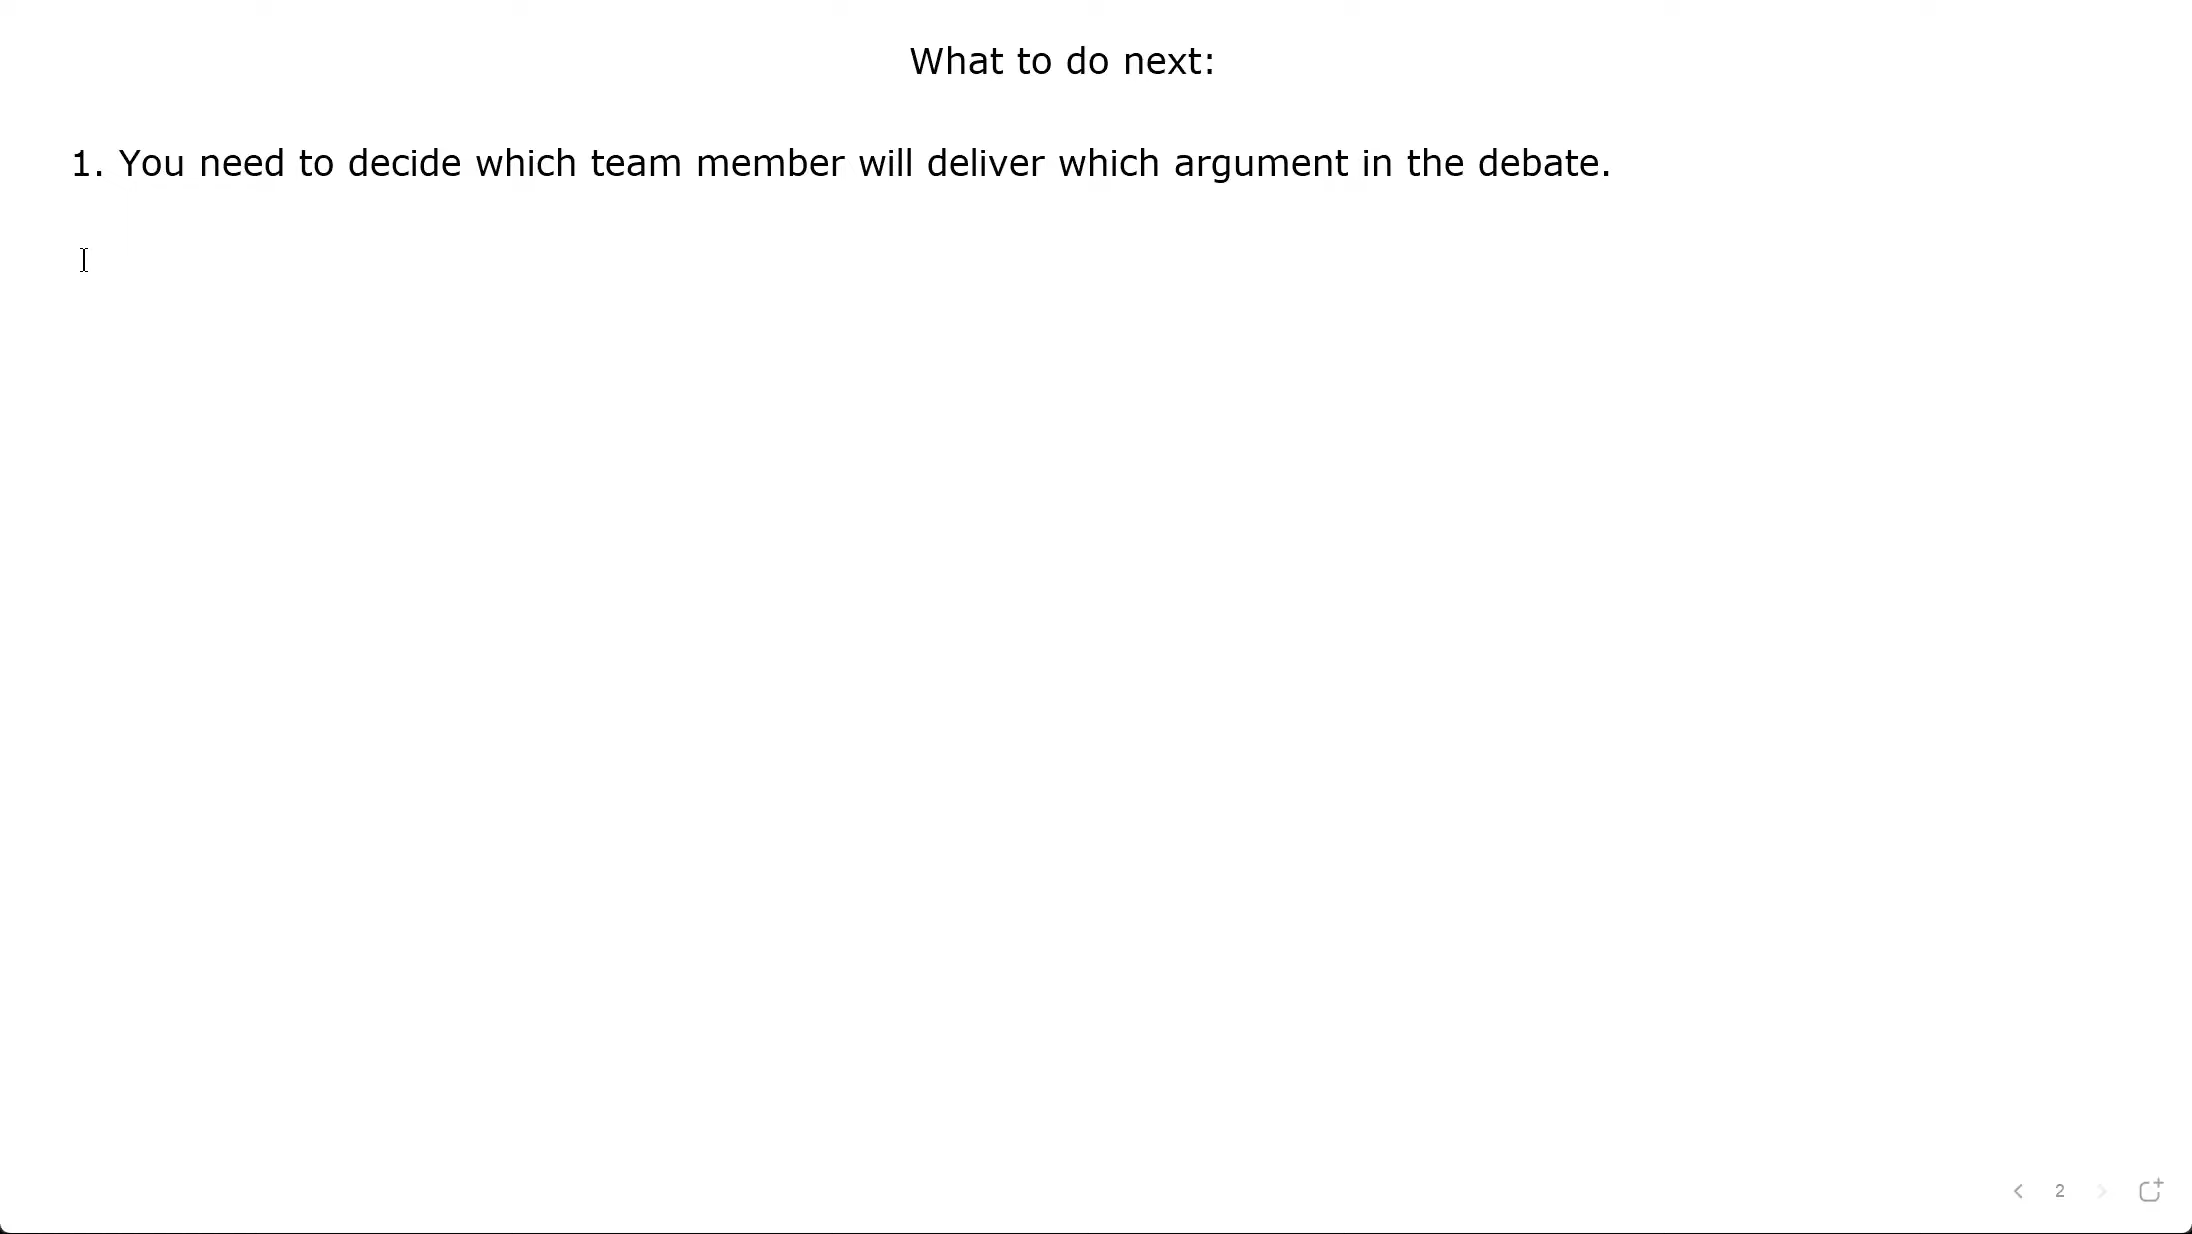 What to do next:
1. You need to decide which team member will deliver which argument in the debate.
2